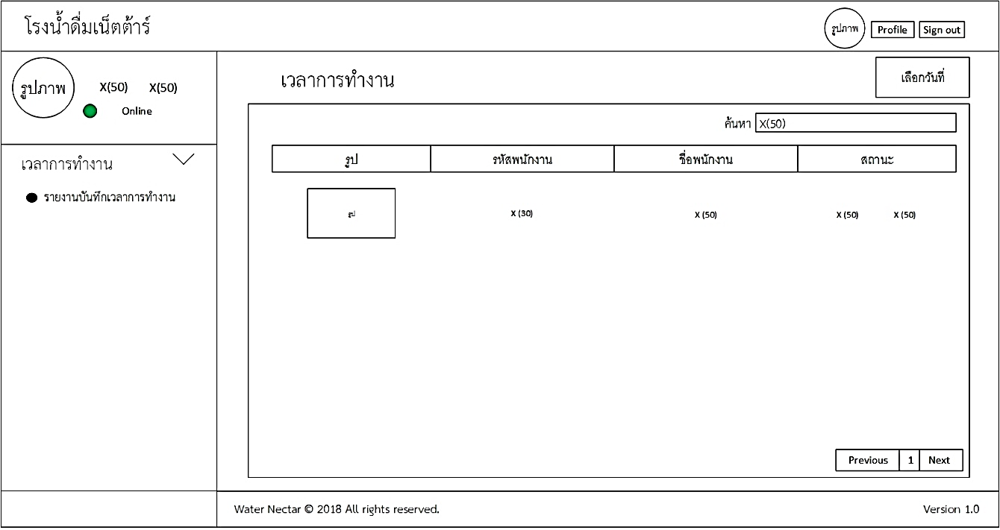 โรงน้ำดื่มเน็ตต้าร์
รูปภาพ Profile Sign out
รูปภาพ X(50) X(50)
Online
เวลาการทำงาน
รายงานบันทึกเวลาการทำงาน
เวลาการทำงาน
เลือกวันที่
ค้นหา X(50)
รูป รหัสพนักงาน ชื่อพนักงาน สถานะ
รูป X (30) X (50) X (50) X (50)
Previous 1 Next
Water Nectar © 2018 All rights reserved. Version 1.0